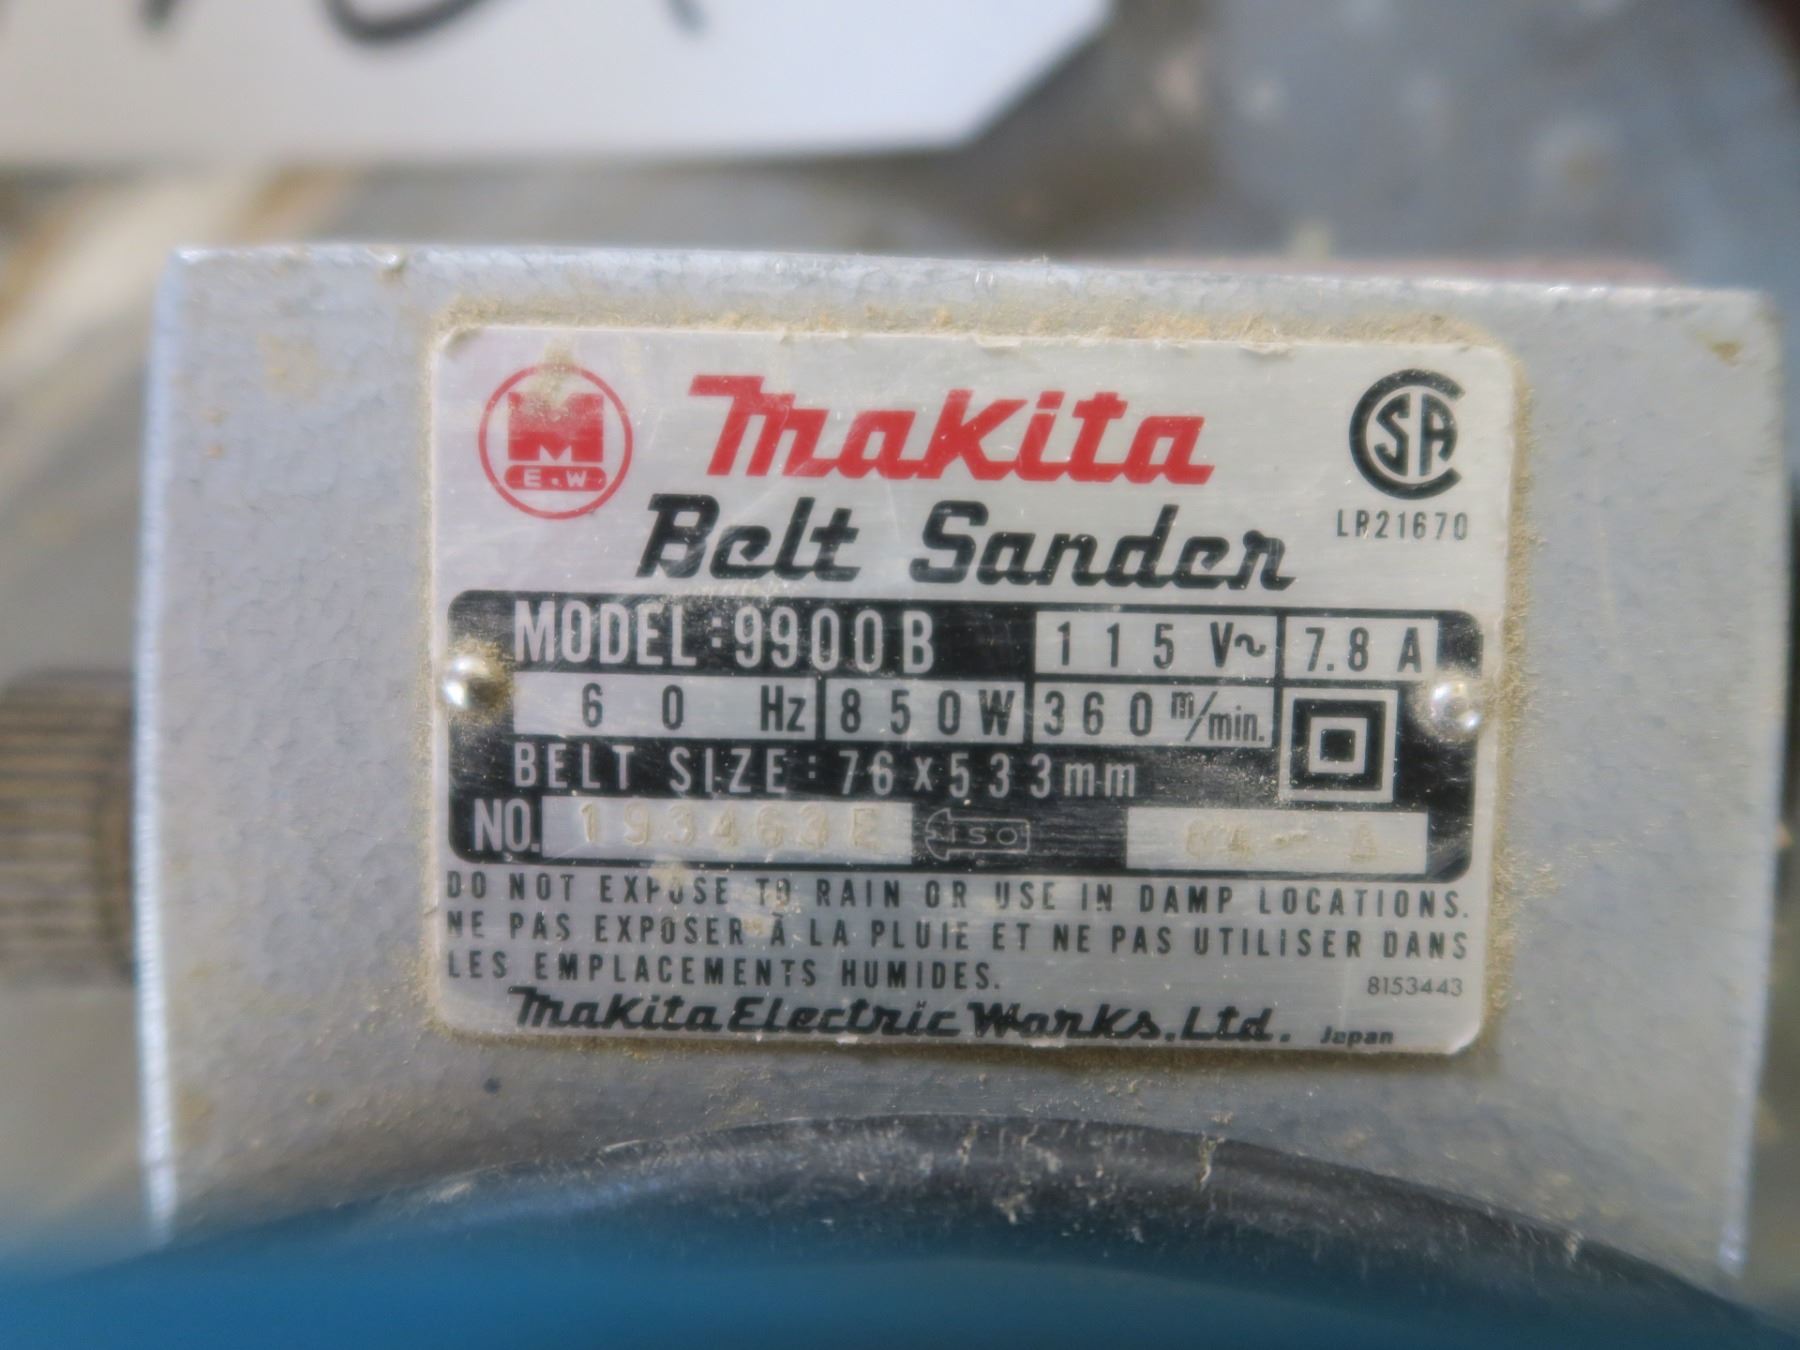 M
E.W
Makita
SA
LR21670
Belt Sander
MODEL:9900B 115 V~ 7.8 A
60 Hz 850W 360 m/min.
BELT SIZE: 76x533mm
NO. 193463E ISO
DO NOT EXPOSE TO RAIN OR USE IN DAMP LOCATIONS.
NE PAS EXPOSER À LA PLUIE ET NE PAS UTILISER DANS
LES EMPLACEMENTS HUMIDES.
8153443
Makita Electric Works, Ltd. Japan